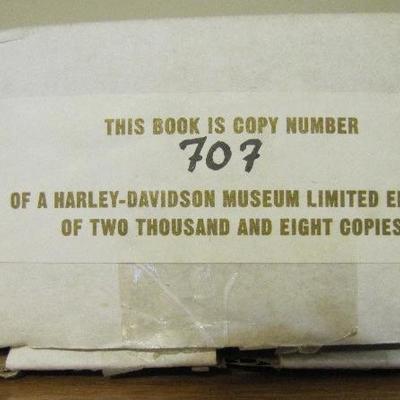 THIS BOOK IS COPY NUMBER
707
OF A HARLEY-DAVIDSON MUSEUM LIMITED E
OF TWO THOUSAND AND EIGHT COPIES